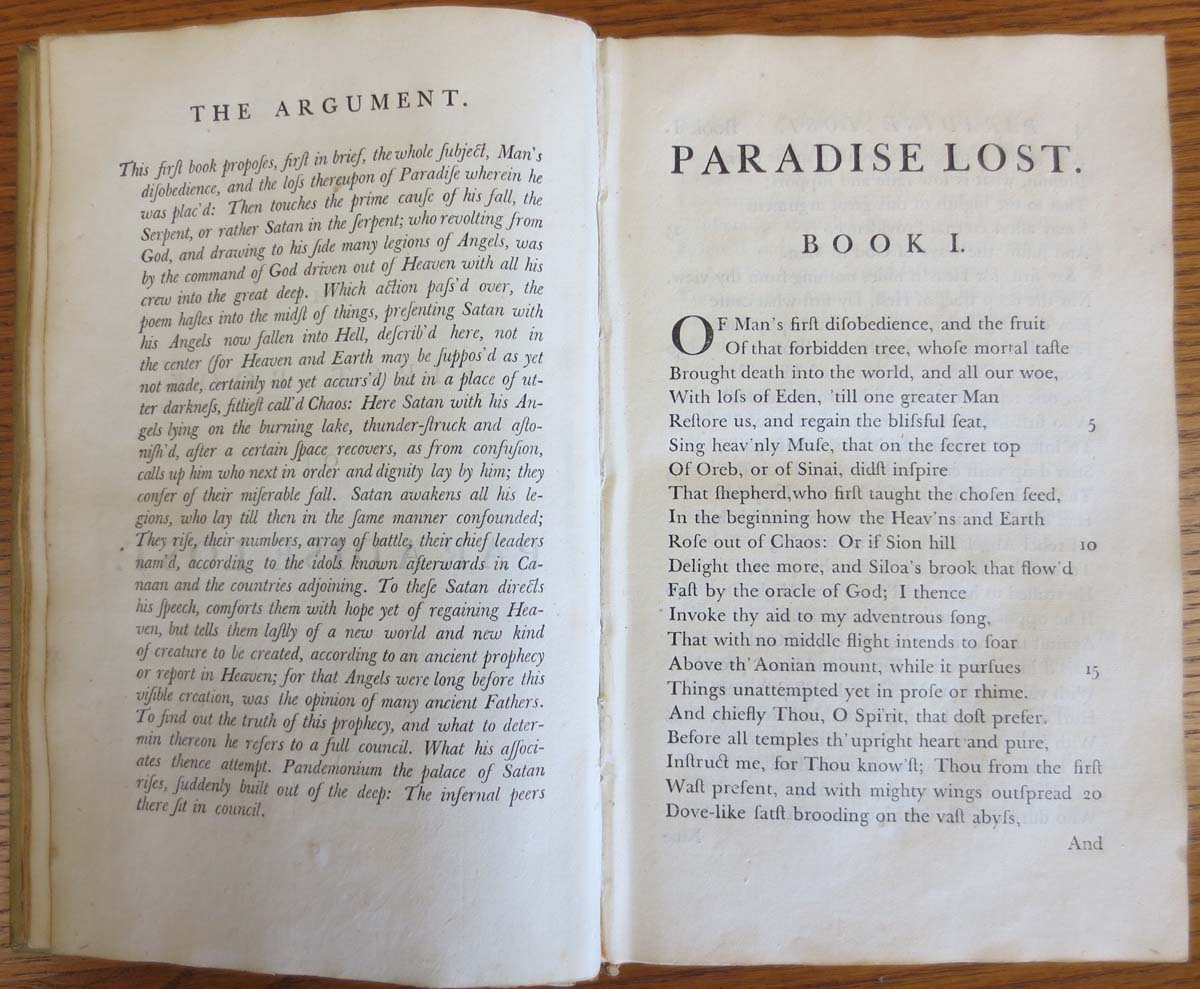 THE ARGUMENT.
This firſt book propoſes, firſt in brief, the whole ſubject, Man's
diſobedience, and the loſs thereupon of Paradiſe wherein he
was plac'd: Then touches the prime cauſe of his fall, the
Serpent, or rather Satan in the ſerpent; who revolting from
God, and drawing to his ſide many legions of Angels, was
by the command of God driven out of Heaven with all his
crew into the great deep. Which action paſs'd over, the
poem haſtes into the midſt of things, preſenting Satan with
his Angels now fallen into Hell, deſcrib'd here, not in
the center (for Heaven and Earth may be ſuppos'd as yet
not made, certainly not yet accurs'd) but in a place of ut-
ter darkneſs, fitlieſt call'd Chaos: Here Satan with his An-
gels lying on the burning lake, thunder-ſtruck and aſto-
niſh'd, after a certain ſpace recovers, as from confuſion,
calls up him who next in order and dignity lay by him; they
confer of their miſerable fall. Satan awakens all his le-
gions, who lay till then in the ſame manner confounded;
They riſe, their numbers, array of battle, their chief leaders
nam'd, according to the idols known afterwards in Ca-
naan and the countries adjoining. To theſe Satan directs
his ſpeech, comforts them with hope yet of regaining Hea-
ven, but tells them laſtly of a new world and new kind
of creature to be created, according to an ancient prophecy
or report in Heaven; for that Angels were long before this
viſible creation, was the opinion of many ancient Fathers.
To find out the truth of this prophecy, and what to deter-
min thereon he refers to a full council. What his aſſoci-
ates thence attempt. Pandemonium the palace of Satan
riſes, ſuddenly built out of the deep: The infernal peers
there ſit in council.
PARADISE LOST.
BOOK I.
OF Man's firſt diſobedience, and the fruit
Of that forbidden tree, whoſe mortal taſte
Brought death into the world, and all our woe,
With loſs of Eden, 'till one greater Man
Reſtore us, and regain the bliſsful ſeat, 5
Sing heav'nly Muſe, that on the ſecret top
Of Oreb, or of Sinai, didſt inſpire
That ſhepherd, who firſt taught the choſen ſeed,
In the beginning how the Heav'ns and Earth
Roſe out of Chaos: Or if Sion hill 10
Delight thee more, and Siloa's brook that flow'd
Faſt by the oracle of God; I thence
Invoke thy aid to my adventrous ſong,
That with no middle flight intends to ſoar
Above th' Aonian mount, while it purſues 15
Things unattempted yet in proſe or rhime.
And chiefly Thou, O Spirit, that doſt prefer
Before all temples th' upright heart and pure,
Inſtruct me, for Thou know'ſt; Thou from the firſt
Waſt preſent, and with mighty wings outſpread 20
Dove-like ſatſt brooding on the vaſt abyſs,
And